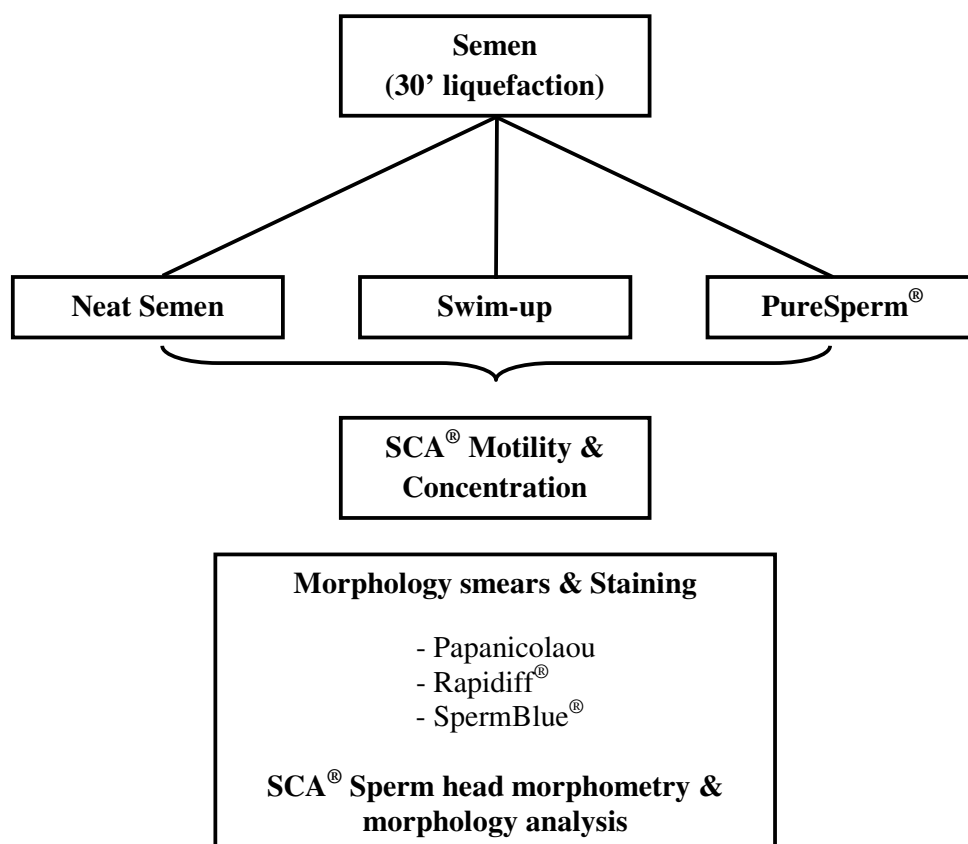 Semen
(30’ liquefaction)
Neat Semen
Swim-up
PureSperm®
SCA® Motility &
Concentration
Morphology smears & Staining
- Papanicolaou
- Rapidiff®
- SpermBlue®
SCA® Sperm head morphometry &
morphology analysis